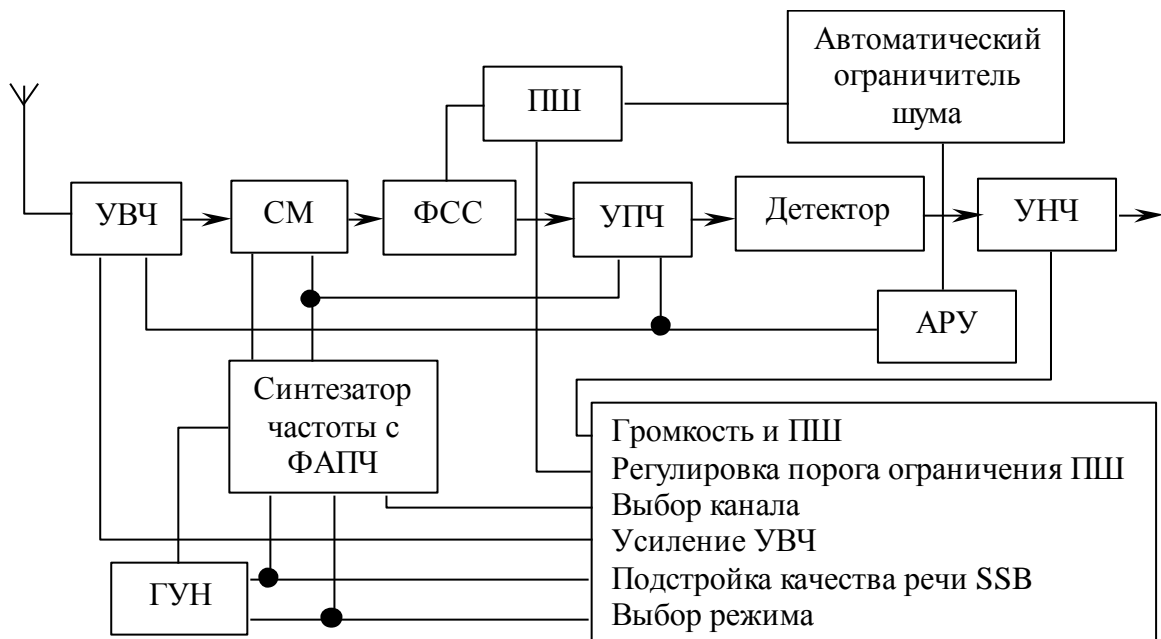 Автоматический
ограничитель
шума
ПШ
УВЧ
СМ
ФСС
УПЧ
Детектор
УНЧ
АРУ
Синтезатор
частоты с
ФАПЧ
ГУН
Громкость и ПШ
Регулировка порога ограничения ПШ
Выбор канала
Усиление УВЧ
Подстройка качества речи SSB
Выбор режима